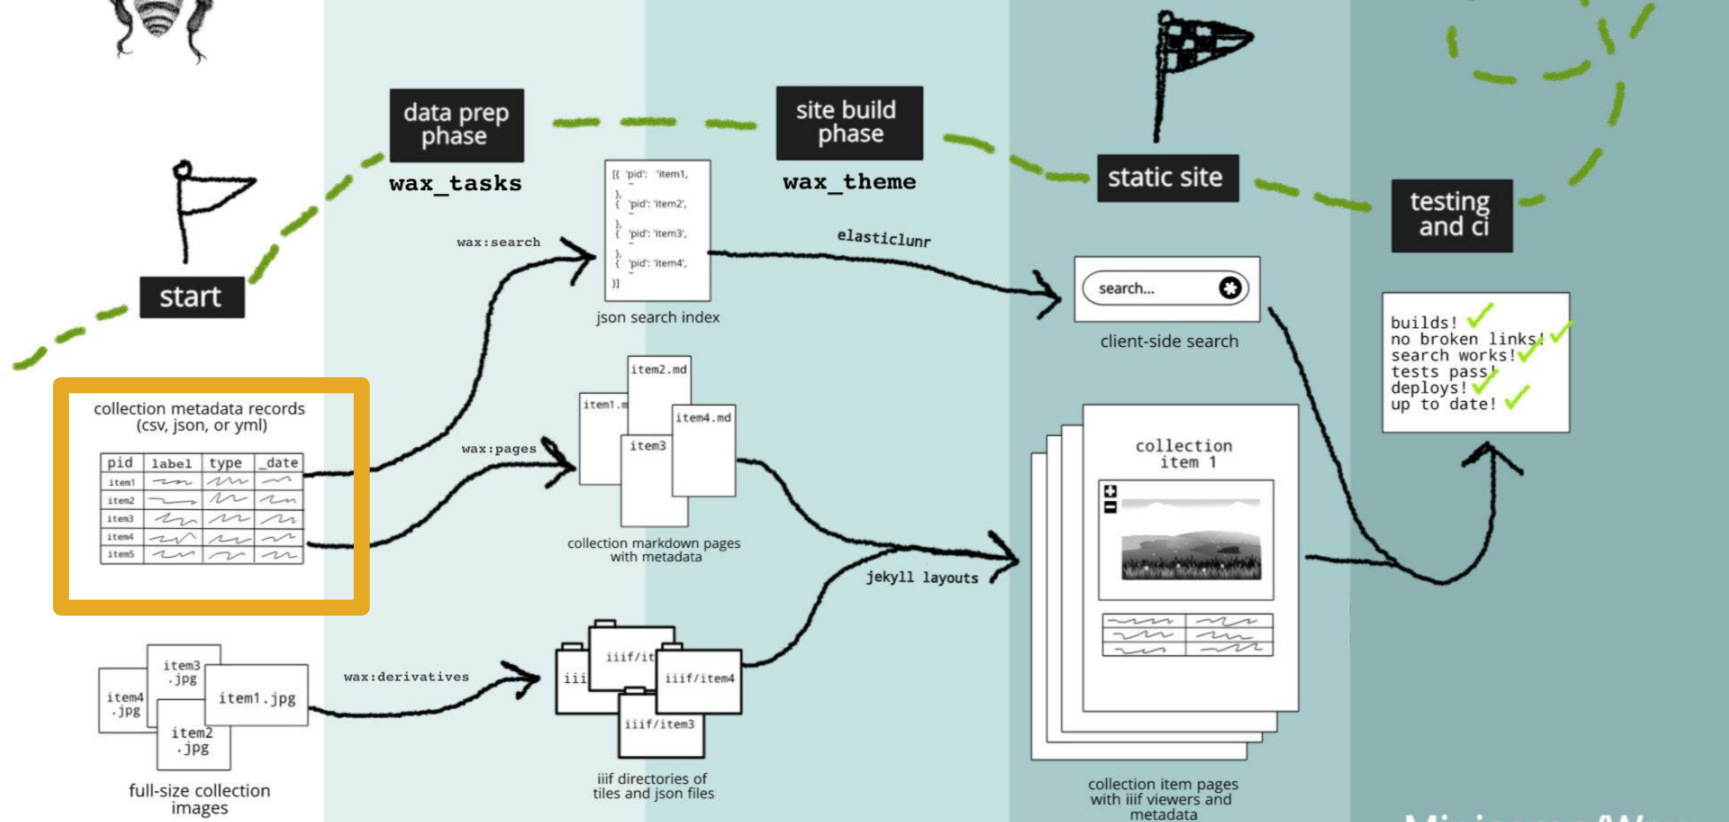 start
data prep
phase
wax_tasks
site build
phase
wax_theme
static site
testing
and ci
collection metadata records
(csv, json, or yml)
pid label type _date
item1
item2
item3
item4
item5
item3
.jpg
item4
.jpg
item1.jpg
item2
.jpg
full-size collection
images
wax:search
wax:pages
wax:derivatives
[{ 'pid': 'item1,
},
{ 'pid': 'item2',
},
{ 'pid': 'item3',
},
{ 'pid': 'item4',
}]
json search index
item2.md
item1.m
item4.md
item3
collection markdown pages
with metadata
iiif/it
iii
iiif/item4
iiif/item3
iiif directories of
tiles and json files
elasticlunr
jekyll layouts
search...
client-side search
collection
item 1
collection item pages
with iiif viewers and
metadata
builds!
no broken links!
search works!
tests pass!
deploys!
up to date!